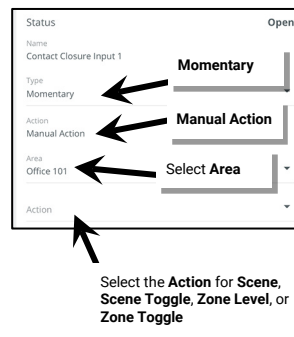 Status Open
Name
Contact Closure Input 1
Momentary
Type
Momentary
Manual Action
Action
Manual Action
Select Area
Area
Office 101
Action
Select the Action for Scene,
Scene Toggle, Zone Level, or
Zone Toggle